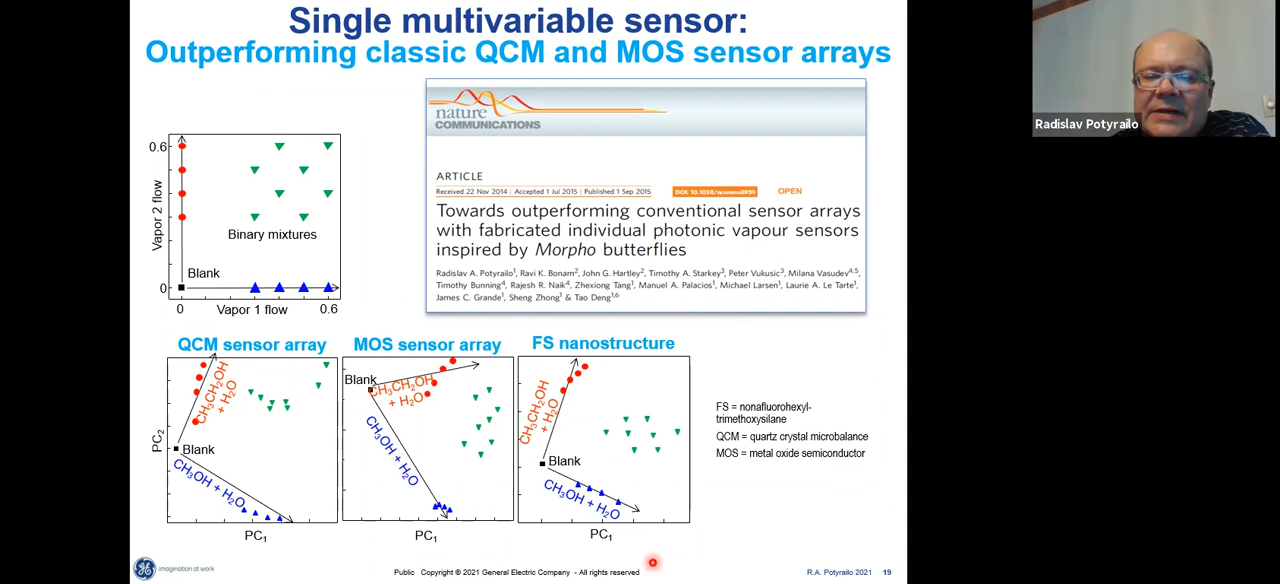 Single multivariable sensor:
Outperforming classic QCM and MOS sensor arrays
Radislav Potyrailo
nature
COMMUNICATIONS
ARTICLE
Received 22 Nov 2014 | Accepted 1 Jul 2015 | Published 1 Sep 2015
DOI: 10.1038/ncomms8959
OPEN
Towards outperforming conventional sensor arrays
with fabricated individual photonic vapour sensors
inspired by Morpho butterflies
Radislav A. Potyrailo¹, Ravi K. Bonam², John G. Hartley², Timothy A. Starkey³, Peter Vukusic³, Milana Vasudev⁴,⁵,
Timothy Bunning⁴, Rajesh R. Naik⁴, Zhexiong Tang¹, Manuel A. Palacios¹, Michael Larsen¹, Laurie A. Le Tarte¹,
James C. Grande¹, Sheng Zhong¹ & Tao Deng¹,⁶
0.6
Vapor 2 flow
Binary mixtures
Blank
0
0
Vapor 1 flow
0.6
QCM sensor array
CH₃CH₂OH
+ H₂O
Blank
CH₃OH + H₂O
PC₂
PC₁
MOS sensor array
Blank
CH₃CH₂OH
+ H₂O
CH₃OH + H₂O
PC₁
FS nanostructure
CH₃CH₂OH
+ H₂O
Blank
CH₃OH + H₂O
PC₁
FS = nonafluorohexyl-
trimethoxysilane
QCM = quartz crystal microbalance
MOS = metal oxide semiconductor
imagination at work
Public Copyright © 2021 General Electric Company - All rights reserved
R.A. Potyrailo 2021 19